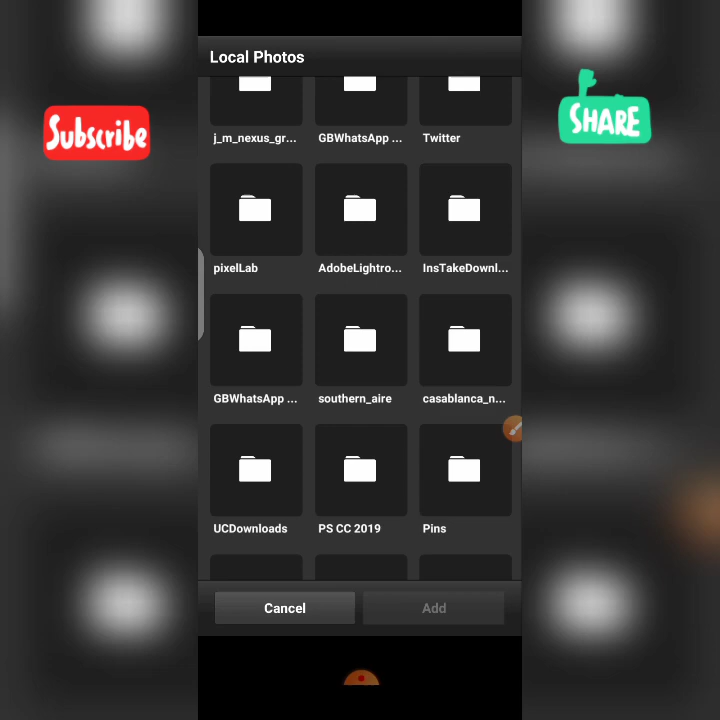 Local Photos
Subscribe
SHARE
j_m_nexus_gr... GBWhatsApp ... Twitter
pixelLab AdobeLightro... InsTakeDownl...
GBWhatsApp ... southern_aire casablanca_n...
UCDownloads PS CC 2019 Pins
Cancel Add